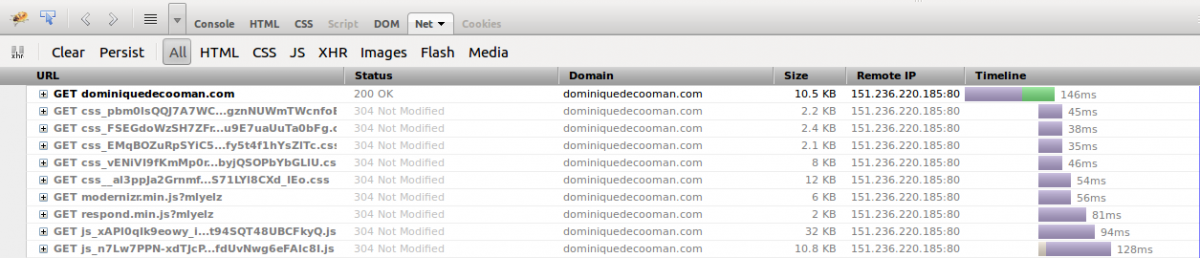 Console HTML CSS Script DOM Net Cookies
xhr Clear Persist All HTML CSS JS XHR Images Flash Media
URL Status Domain Size Remote IP Timeline
GET dominiquedecooman.com 200 OK dominiquedecooman.com 10.5 KB 151.236.220.185:80 146ms
GET css_pbm0IsQQJ7A7WC...gznNUWmTWcnfoE 304 Not Modified dominiquedecooman.com 2.2 KB 151.236.220.185:80 45ms
GET css_FSEGdoWzSH7ZFr...u9E7uaUuTa0bFg.c 304 Not Modified dominiquedecooman.com 2.4 KB 151.236.220.185:80 38ms
GET css_EMqBOZuRpSYiC5...fy5t4f1hYsZITc.css 304 Not Modified dominiquedecooman.com 2.1 KB 151.236.220.185:80 35ms
GET css_vENiVI9fKmMp0r...byjQSOPbYbGLIU.cs 304 Not Modified dominiquedecooman.com 8 KB 151.236.220.185:80 46ms
GET css__aI3ppJa2Grnmf...S71LYI8CXd_IEo.css 304 Not Modified dominiquedecooman.com 12 KB 151.236.220.185:80 54ms
GET modernizr.min.js?mlyelz 304 Not Modified dominiquedecooman.com 6 KB 151.236.220.185:80 56ms
GET respond.min.js?mlyelz 304 Not Modified dominiquedecooman.com 2 KB 151.236.220.185:80 81ms
GET js_xAPl0qIk9eowy_i...t94SQT48UBCFkyQ.js 304 Not Modified dominiquedecooman.com 32 KB 151.236.220.185:80 94ms
GET js_n7Lw7PPN-xdTJcP...fdUvNwg6eFAlc8I.js 304 Not Modified dominiquedecooman.com 10.8 KB 151.236.220.185:80 128ms